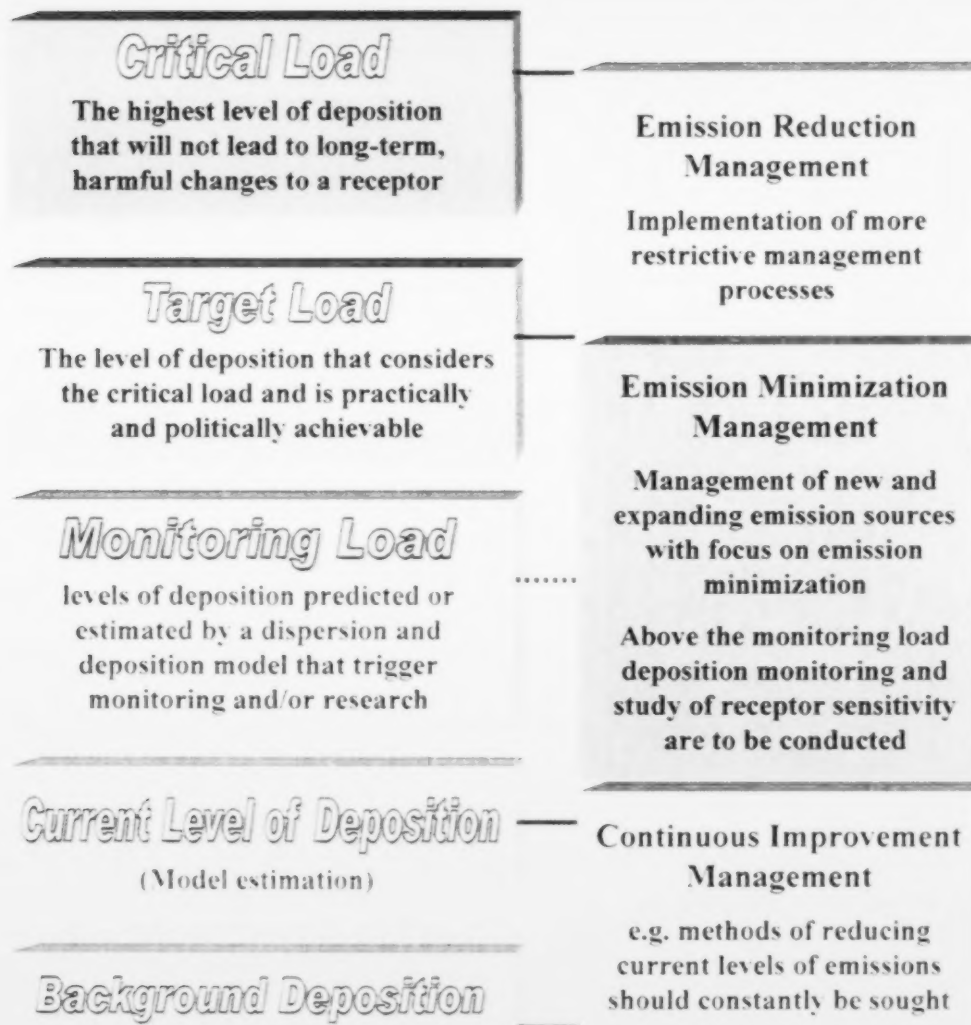 Critical Load
The highest level of deposition
that will not lead to long-term,
harmful changes to a receptor
Target Load
The level of deposition that considers
the critical load and is practically
and politically achievable
Monitoring Load
levels of deposition predicted or
estimated by a dispersion and
deposition model that trigger
monitoring and/or research
Current Level of Deposition
(Model estimation)
Background Deposition
Emission Reduction
Management
Implementation of more
restrictive management
processes
Emission Minimization
Management
Management of new and
expanding emission sources
with focus on emission
minimization
Above the monitoring load
deposition monitoring and
study of receptor sensitivity
are to be conducted
Continuous Improvement
Management
e.g. methods of reducing
current levels of emissions
should constantly be sought